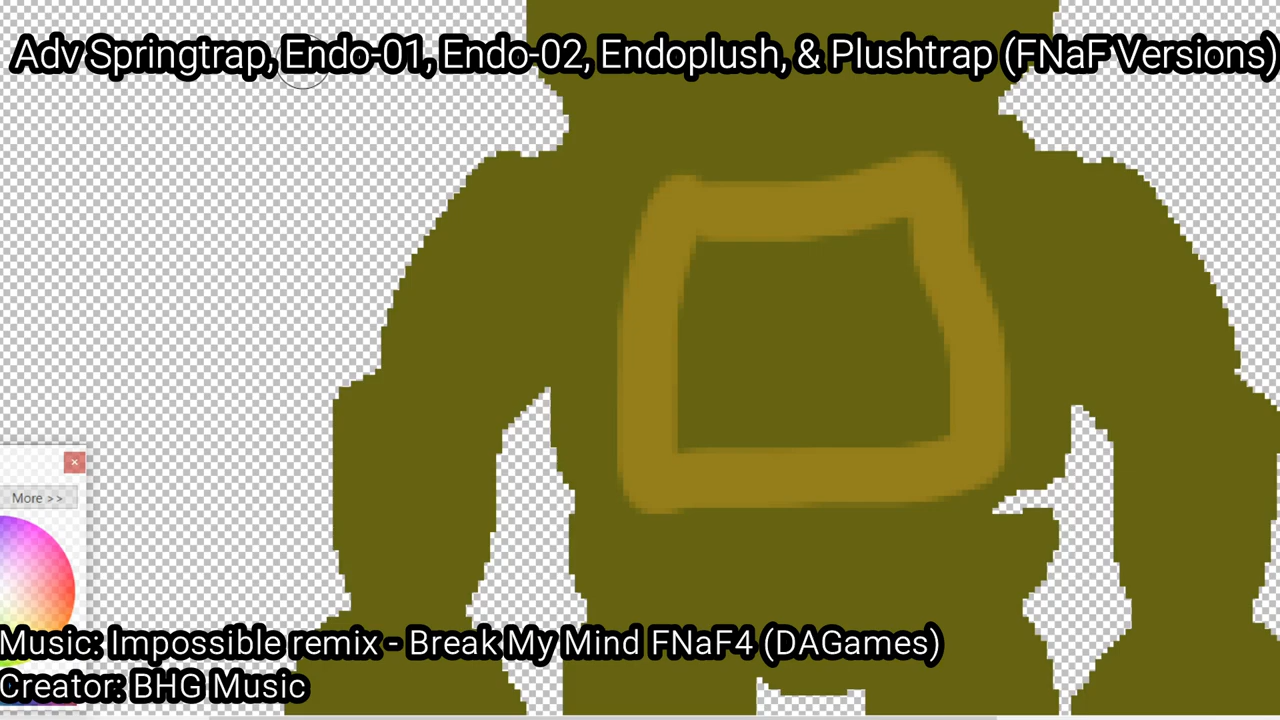 Adv Springtrap, Endo-01, Endo-02, Endoplush, & Plushtrap (FNaF Versions)
More >>
Music: Impossible remix - Break My Mind FNaF4 (DAGames)
Creator: BHG Music